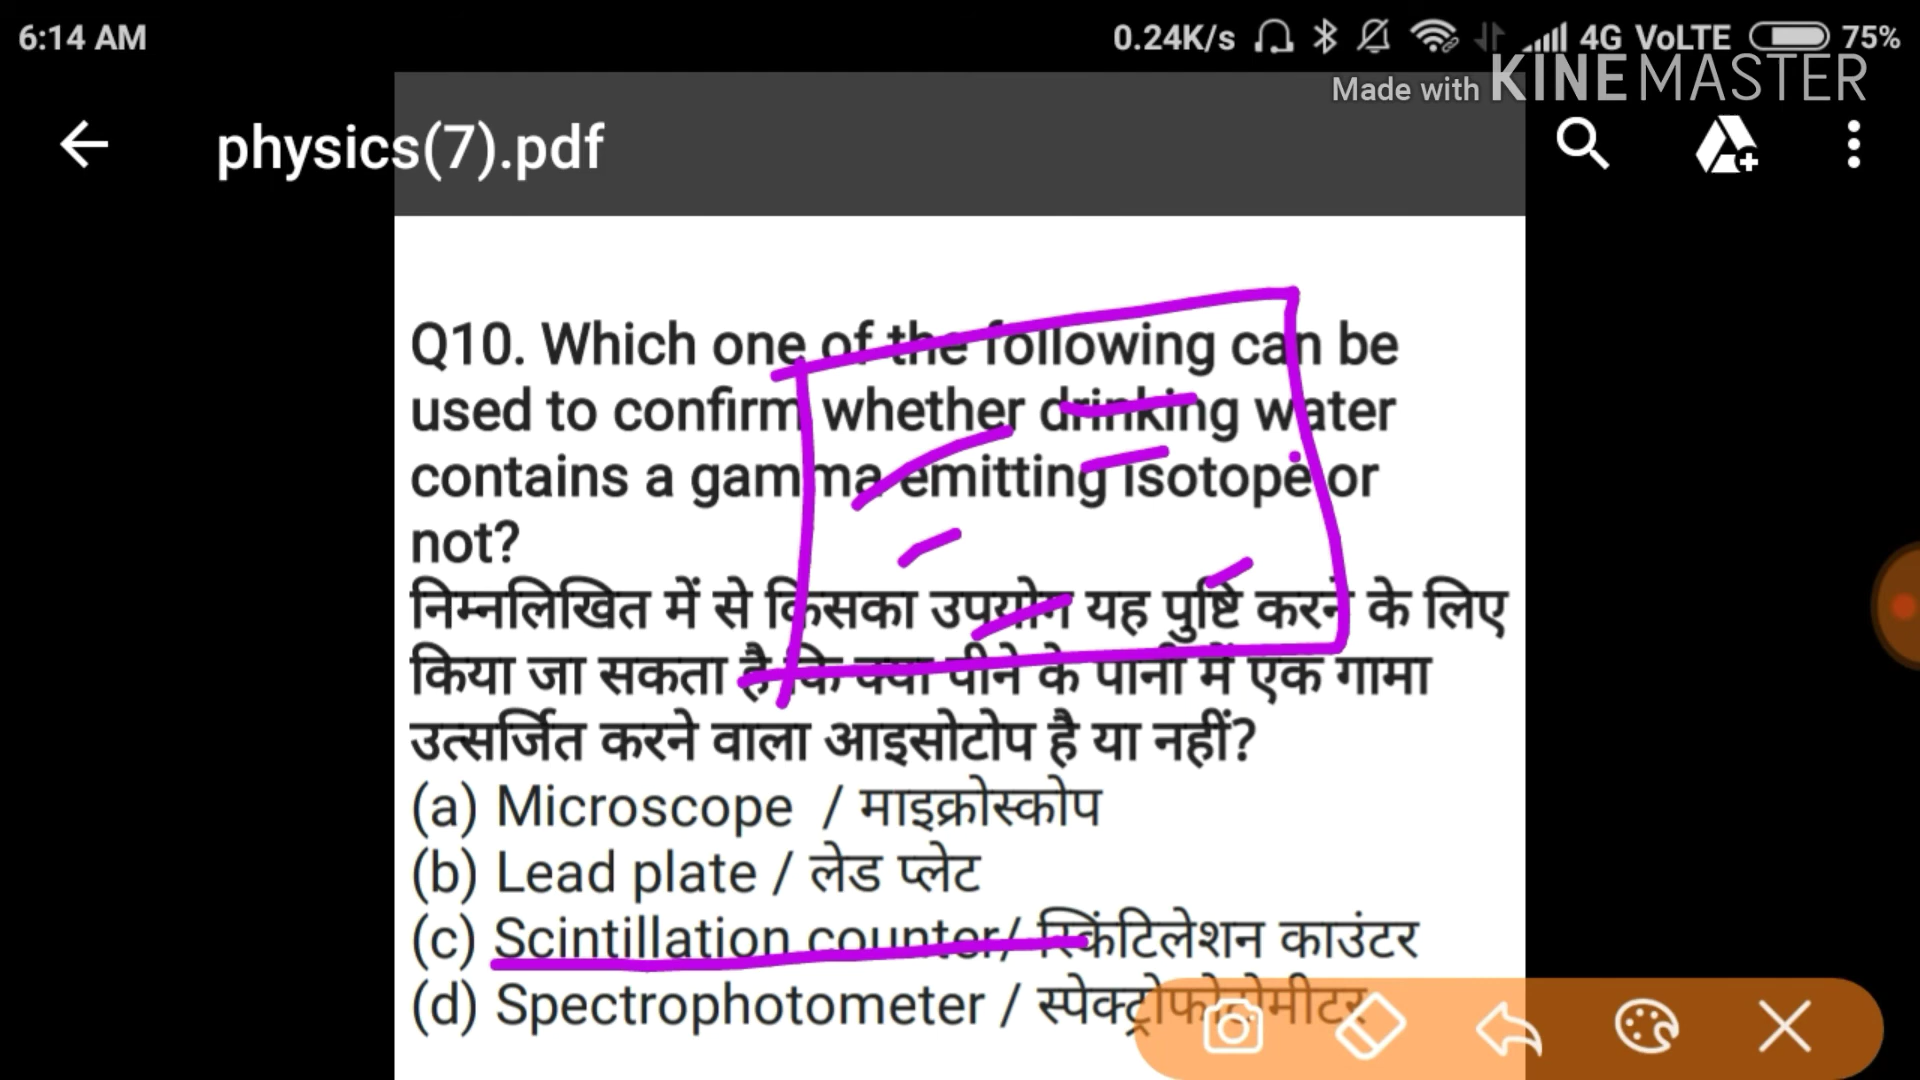 6:14 AM
0.24K/s 4G VoLTE 75%
Made with KINEMASTER
physics(7).pdf
Q10. Which one of the following can be
used to confirm whether drinking water
contains a gamma emitting isotope or
not?
निम्नलिखित में से किसका उपयोग यह पुष्टि करने के लिए
किया जा सकता है कि क्या पीने के पानी में एक गामा
उत्सर्जित करने वाला आइसोटोप है या नहीं?
(a) Microscope / माइक्रोस्कोप
(b) Lead plate / लेड प्लेट
(c) Scintillation counter/ स्किंटिलेशन काउंटर
(d) Spectrophotometer / स्पेक्ट्रोफोटोमीटर